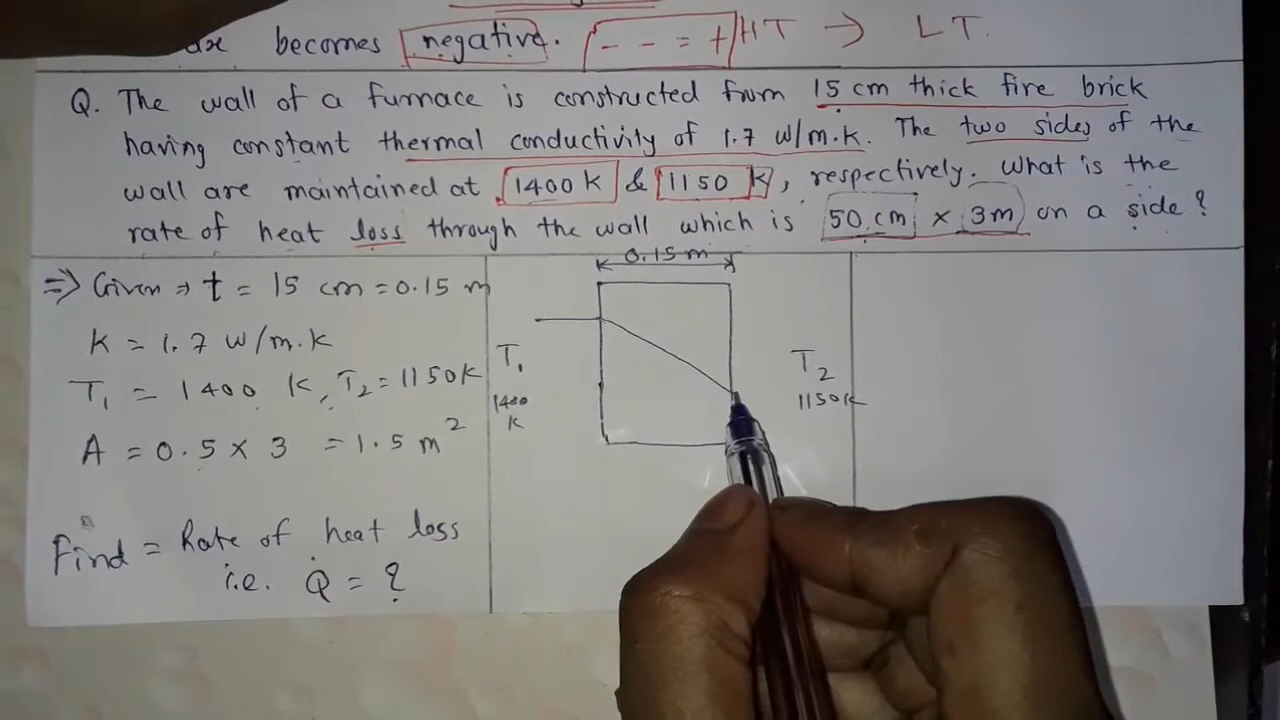 becomes negative. - - = + HT → LT.
Q. The wall of a furnace is constructed from 15 cm thick fire brick
having constant thermal conductivity of 1.7 W/m.K. The two sides of the
wall are maintained at 1400 K & 1150 K, respectively. What is the
rate of heat loss through the wall which is 50 cm × 3m on a side?
⇒ Given → t = 15 cm = 0.15 m
K = 1.7 W/m.K
T1 = 1400 K, T2 = 1150K
A = 0.5 × 3 = 1.5 m²
Find = Rate of heat loss
i.e. Q = ?
0.15 m
T1
1400
K
T2
1150K